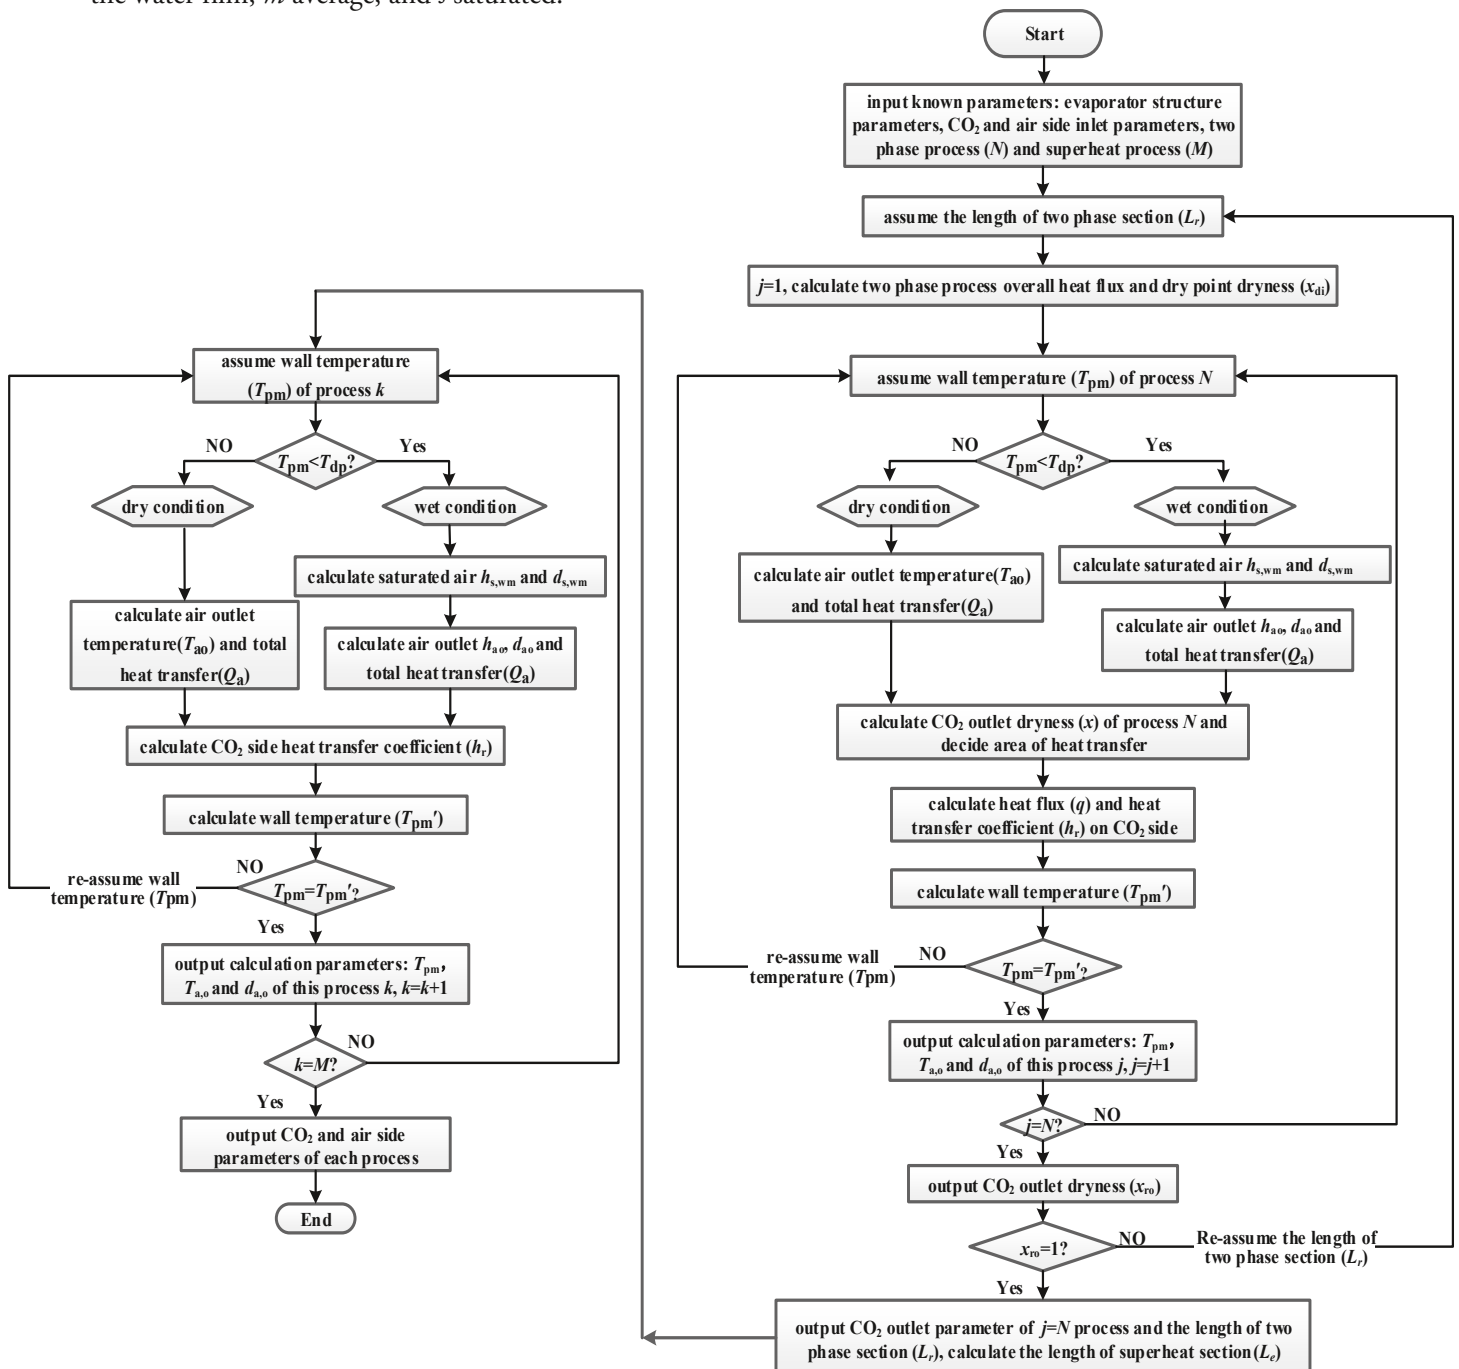 the water film, m average, and s saturated.
Start
input known parameters: evaporator structure
parameters, CO₂ and air side inlet parameters, two
phase process (N) and superheat process (M)
assume the length of two phase section (Lr)
j=1, calculate two phase process overall heat flux and dry point dryness (xdi)
assume wall temperature (Tpm) of process N
NO
Yes
Tpm<Tdp?
dry condition
wet condition
calculate air outlet temperature(Tao)
and total heat transfer(Qa)
calculate saturated air hs,wm and ds,wm
calculate air outlet hao, dao and
total heat transfer(Qa)
calculate CO₂ outlet dryness (x) of process N and
decide area of heat transfer
calculate heat flux (q) and heat
transfer coefficient (hr) on CO₂ side
calculate wall temperature (Tpm′)
re-assume wall
temperature (Tpm)
NO
Tpm=Tpm′?
Yes
output calculation parameters: Tpm,
Ta,o and da,o of this process j, j=j+1
j=N?
NO
Yes
output CO₂ outlet dryness (xro)
xro=1?
NO
Re-assume the length of
two phase section (Lr)
Yes
output CO₂ outlet parameter of j=N process and the length of two
phase section (Lr), calculate the length of superheat section(Le)
assume wall temperature
(Tpm) of process k
NO
Yes
Tpm<Tdp?
dry condition
wet condition
calculate air outlet
temperature(Tao) and total
heat transfer(Qa)
calculate saturated air hs,wm and ds,wm
calculate air outlet hao, dao and
total heat transfer(Qa)
calculate CO₂ side heat transfer coefficient (hr)
calculate wall temperature (Tpm′)
re-assume wall
temperature (Tpm)
NO
Tpm=Tpm′?
Yes
output calculation parameters: Tpm,
Ta,o and da,o of this process k, k=k+1
NO
k=M?
Yes
output CO₂ and air side
parameters of each process
End